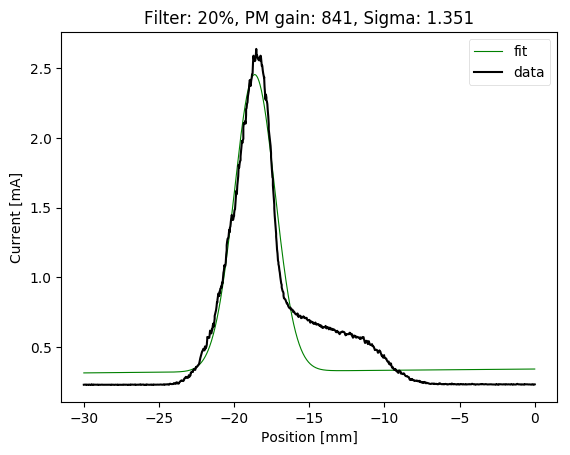 Filter: 20%, PM gain: 841, Sigma: 1.351
fit
data
2.5
2.0
1.5
1.0
0.5
Current [mA]
−30 −25 −20 −15 −10 −5 0
Position [mm]